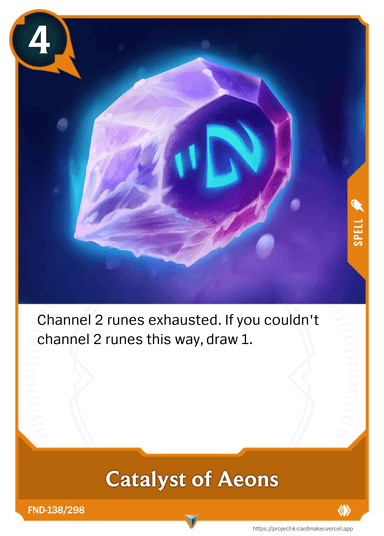 4
SPELL
Channel 2 runes exhausted. If you couldn't
channel 2 runes this way, draw 1.
Catalyst of Aeons
FND-138/298
https://project-k-cardmaker.vercel.app